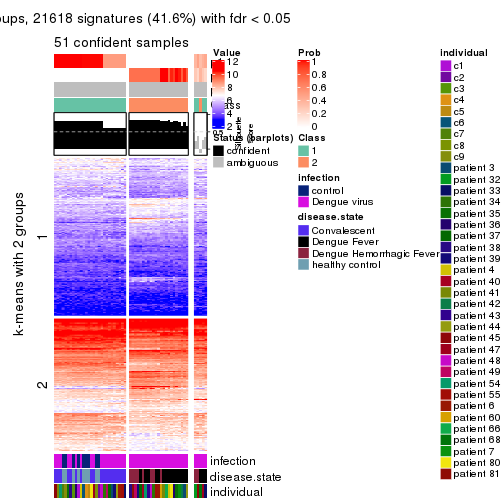 oups, 21618 signatures (41.6%) with fdr < 0.05
51 confident samples
k-means with 2 groups
1
2
infection
disease.state
individual
Value
12
10
8
6
4
2
Silhouette
score
Status (barplots)
confident
ambiguous
Prob
1
0.8
0.6
0.4
0.2
0
Class
1
2
infection
control
Dengue virus
disease.state
Convalescent
Dengue Fever
Dengue Hemorrhagic Fever
healthy control
individual
c1
c2
c3
c4
c5
c6
c7
c8
c9
patient 3
patient 32
patient 33
patient 34
patient 35
patient 36
patient 37
patient 38
patient 39
patient 4
patient 40
patient 41
patient 42
patient 43
patient 44
patient 45
patient 47
patient 48
patient 49
patient 54
patient 55
patient 6
patient 60
patient 66
patient 68
patient 7
patient 80
patient 81